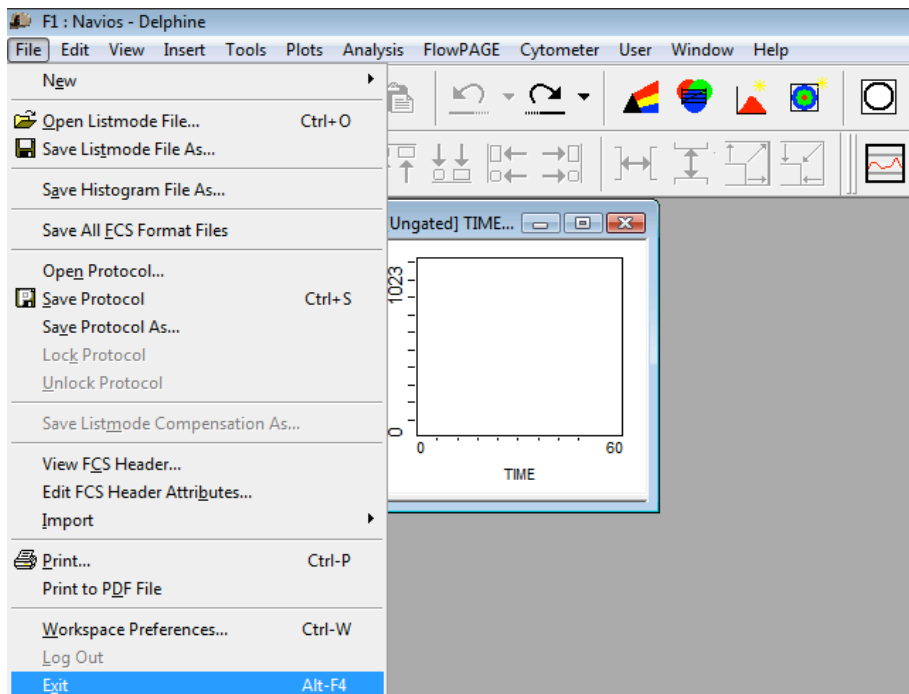 F1 : Navios - Delphine
File Edit View Insert Tools Plots Analysis FlowPAGE Cytometer User Window Help
New
Open Listmode File... Ctrl+O
Save Listmode File As...
Save Histogram File As...
Save All FCS Format Files
Open Protocol...
Save Protocol Ctrl+S
Save Protocol As...
Lock Protocol
Unlock Protocol
Save Listmode Compensation As...
View FCS Header...
Edit FCS Header Attributes...
Import
Print... Ctrl-P
Print to PDF File
Workspace Preferences... Ctrl-W
Log Out
Exit Alt-F4
Ungated] TIME...
1023
0
0 60
TIME